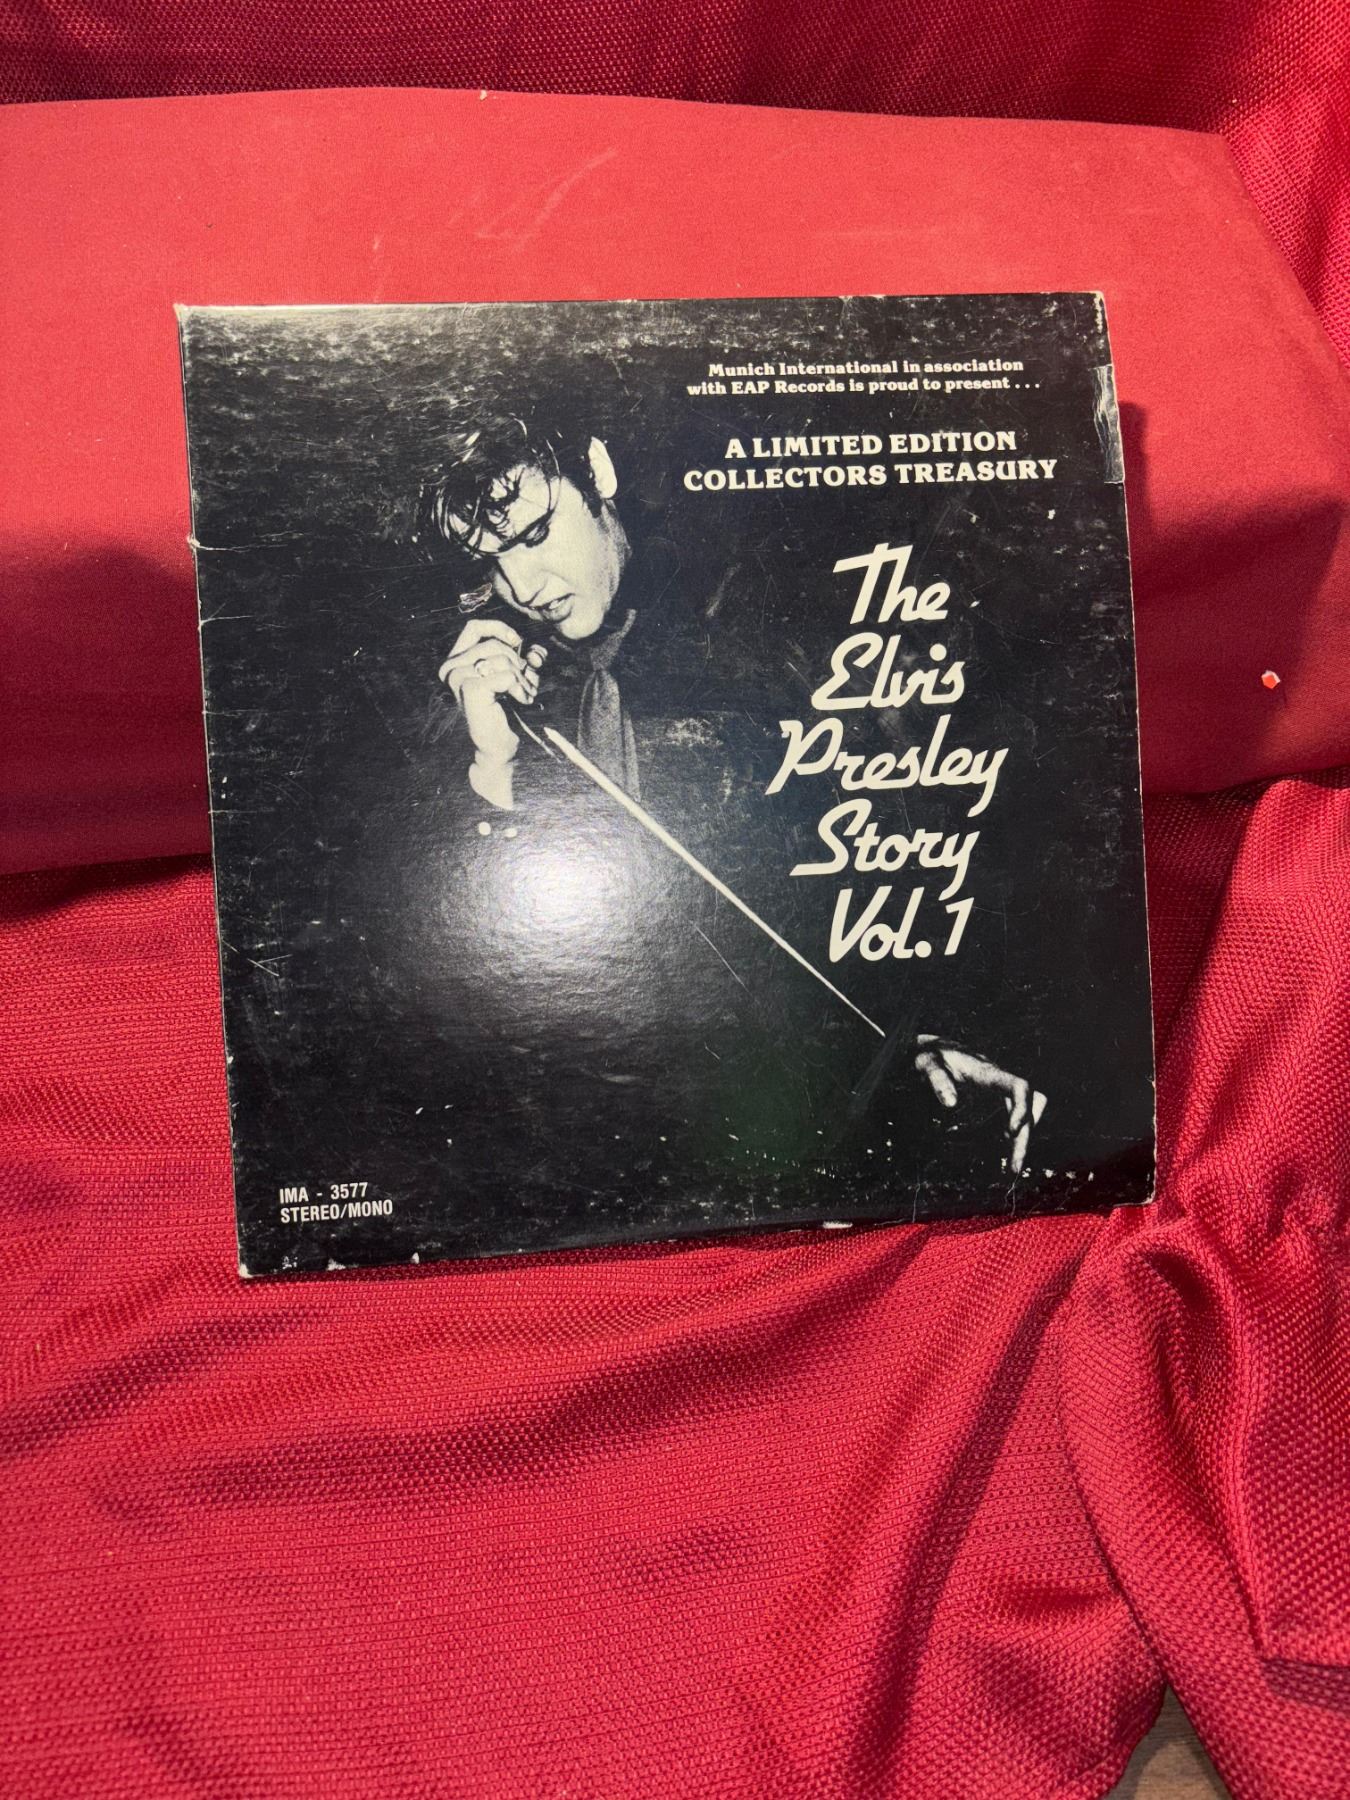 Munich International in association
with EAP Records is proud to present . . .
A LIMITED EDITION
COLLECTORS TREASURY
The
Elvis
Presley
Story
Vol. 1
IMA - 3577
STEREO/MONO